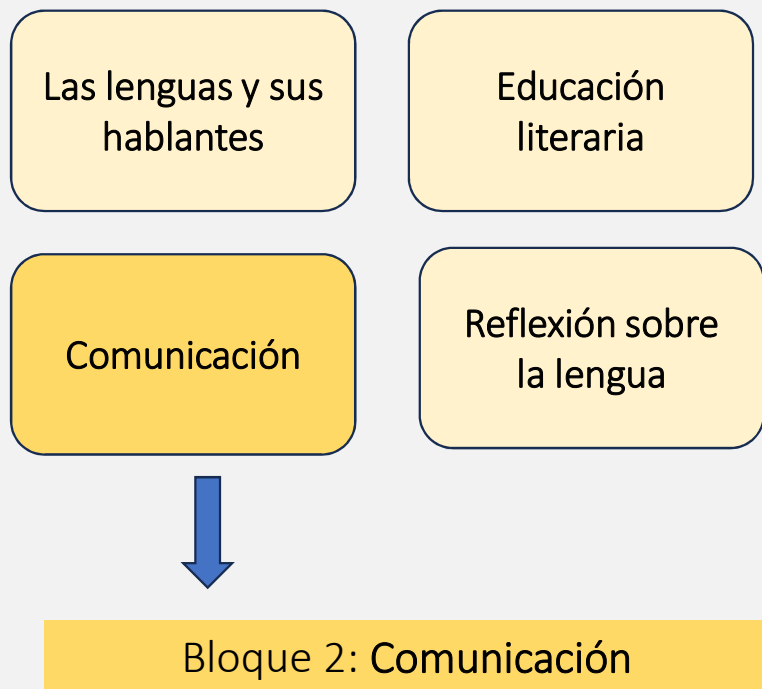 Las lenguas y sus
hablantes
Educación
literaria
Comunicación
Reflexión sobre
la lengua
Bloque 2: Comunicación